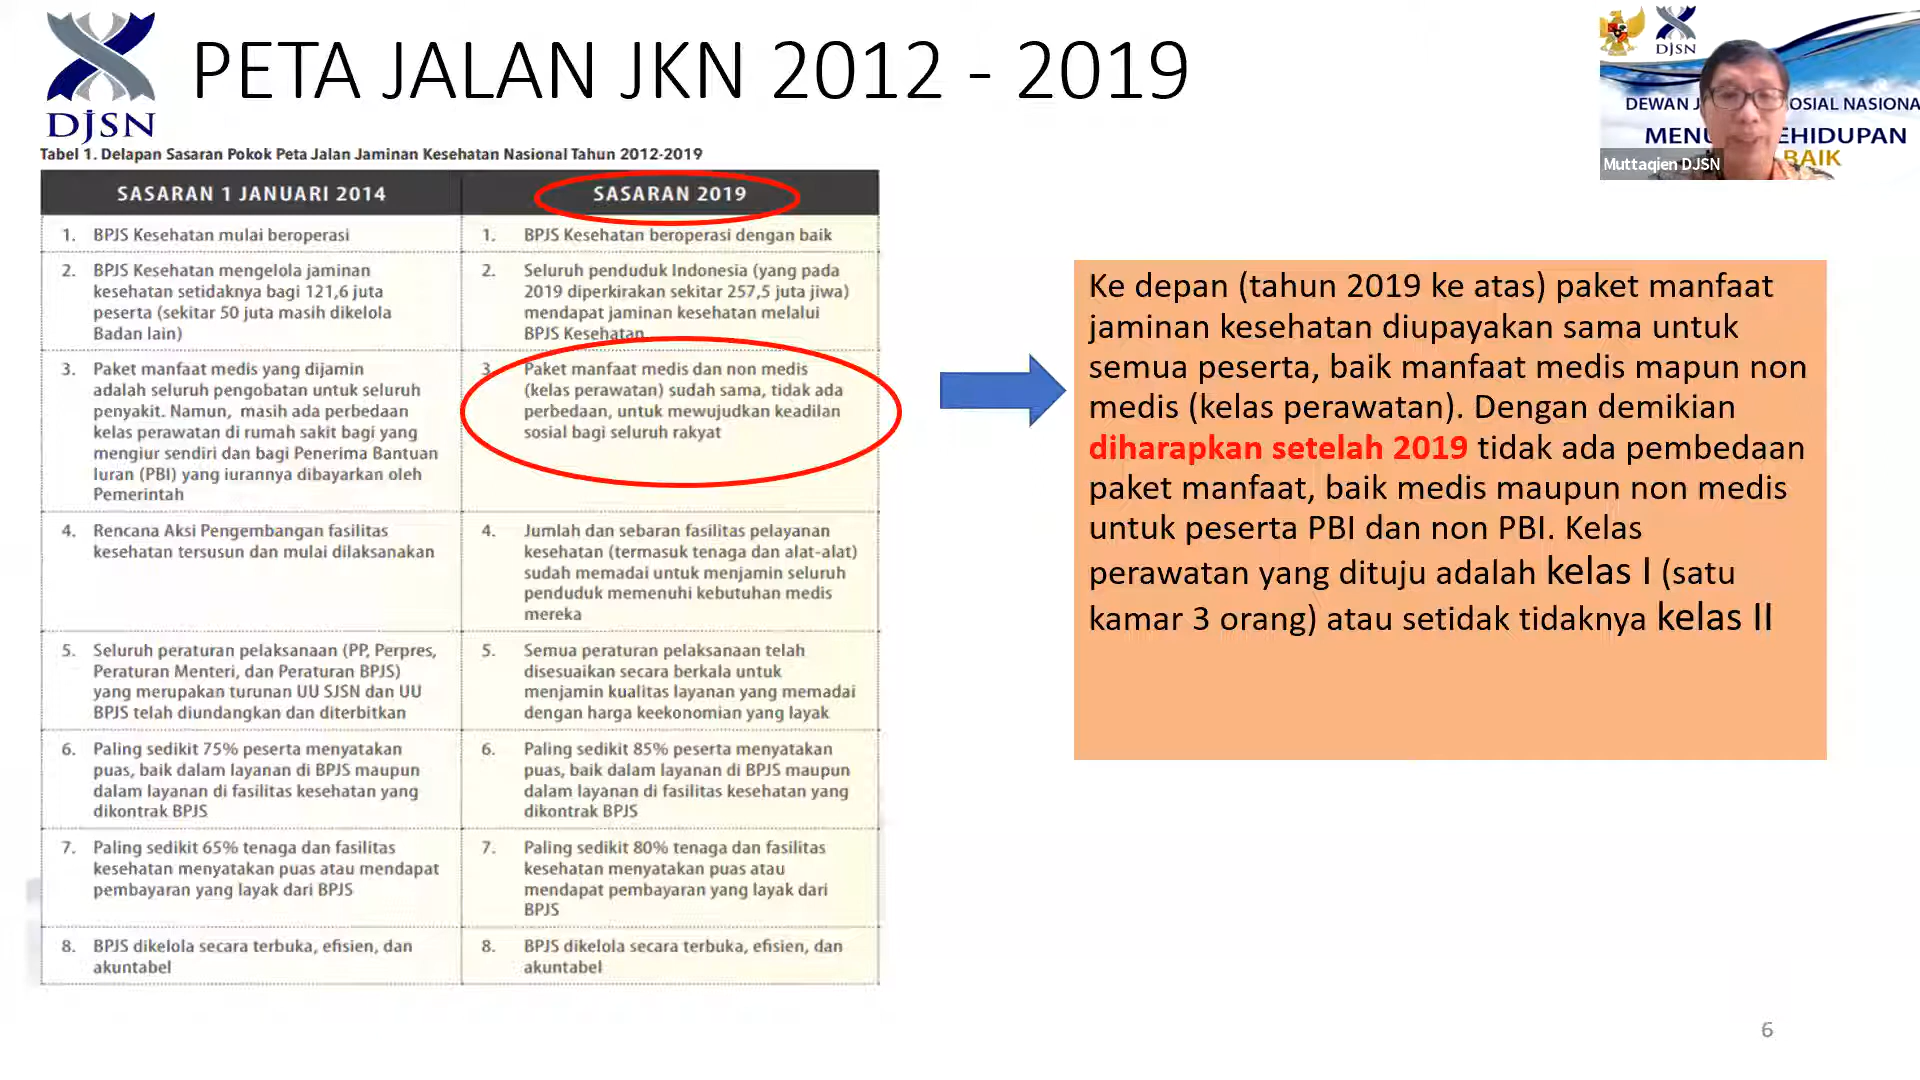 DJSN
PETA JALAN JKN 2012 - 2019
DJSN
DEWAN J
OSIAL NASIONA
MENU
EHIDUPAN
BAIK
Muttaqien DJSN
Tabel 1. Delapan Sasaran Pokok Peta Jalan Jaminan Kesehatan Nasional Tahun 2012-2019
SASARAN 1 JANUARI 2014
SASARAN 2019
1. BPJS Kesehatan mulai beroperasi
1. BPJS Kesehatan beroperasi dengan baik
2. BPJS Kesehatan mengelola jaminan
kesehatan setidaknya bagi 121,6 juta
peserta (sekitar 50 juta masih dikelola
Badan lain)
2. Seluruh penduduk Indonesia (yang pada
2019 diperkirakan sekitar 257,5 juta jiwa)
mendapat jaminan kesehatan melalui
BPJS Kesehatan
3. Paket manfaat medis yang dijamin
adalah seluruh pengobatan untuk seluruh
penyakit. Namun, masih ada perbedaan
kelas perawatan di rumah sakit bagi yang
mengiur sendiri dan bagi Penerima Bantuan
Iuran (PBI) yang iurannya dibayarkan oleh
Pemerintah
3 Paket manfaat medis dan non medis
(kelas perawatan) sudah sama, tidak ada
perbedaan, untuk mewujudkan keadilan
sosial bagi seluruh rakyat
4. Rencana Aksi Pengembangan fasilitas
kesehatan tersusun dan mulai dilaksanakan
4. Jumlah dan sebaran fasilitas pelayanan
kesehatan (termasuk tenaga dan alat-alat)
sudah memadai untuk menjamin seluruh
penduduk memenuhi kebutuhan medis
mereka
5. Seluruh peraturan pelaksanaan (PP, Perpres,
Peraturan Menteri, dan Peraturan BPJS)
yang merupakan turunan UU SJSN dan UU
BPJS telah diundangkan dan diterbitkan
5. Semua peraturan pelaksanaan telah
disesuaikan secara berkala untuk
menjamin kualitas layanan yang memadai
dengan harga keekonomian yang layak
6. Paling sedikit 75% peserta menyatakan
puas, baik dalam layanan di BPJS maupun
dalam layanan di fasilitas kesehatan yang
dikontrak BPJS
6. Paling sedikit 85% peserta menyatakan
puas, baik dalam layanan di BPJS maupun
dalam layanan di fasilitas kesehatan yang
dikontrak BPJS
7. Paling sedikit 65% tenaga dan fasilitas
kesehatan menyatakan puas atau mendapat
pembayaran yang layak dari BPJS
7. Paling sedikit 80% tenaga dan fasilitas
kesehatan menyatakan puas atau
mendapat pembayaran yang layak dari
BPJS
8. BPJS dikelola secara terbuka, efisien, dan
akuntabel
8. BPJS dikelola secara terbuka, efisien, dan
akuntabel
Ke depan (tahun 2019 ke atas) paket manfaat
jaminan kesehatan diupayakan sama untuk
semua peserta, baik manfaat medis mapun non
medis (kelas perawatan). Dengan demikian
diharapkan setelah 2019 tidak ada pembedaan
paket manfaat, baik medis maupun non medis
untuk peserta PBI dan non PBI. Kelas
perawatan yang dituju adalah kelas I (satu
kamar 3 orang) atau setidak tidaknya kelas II
6